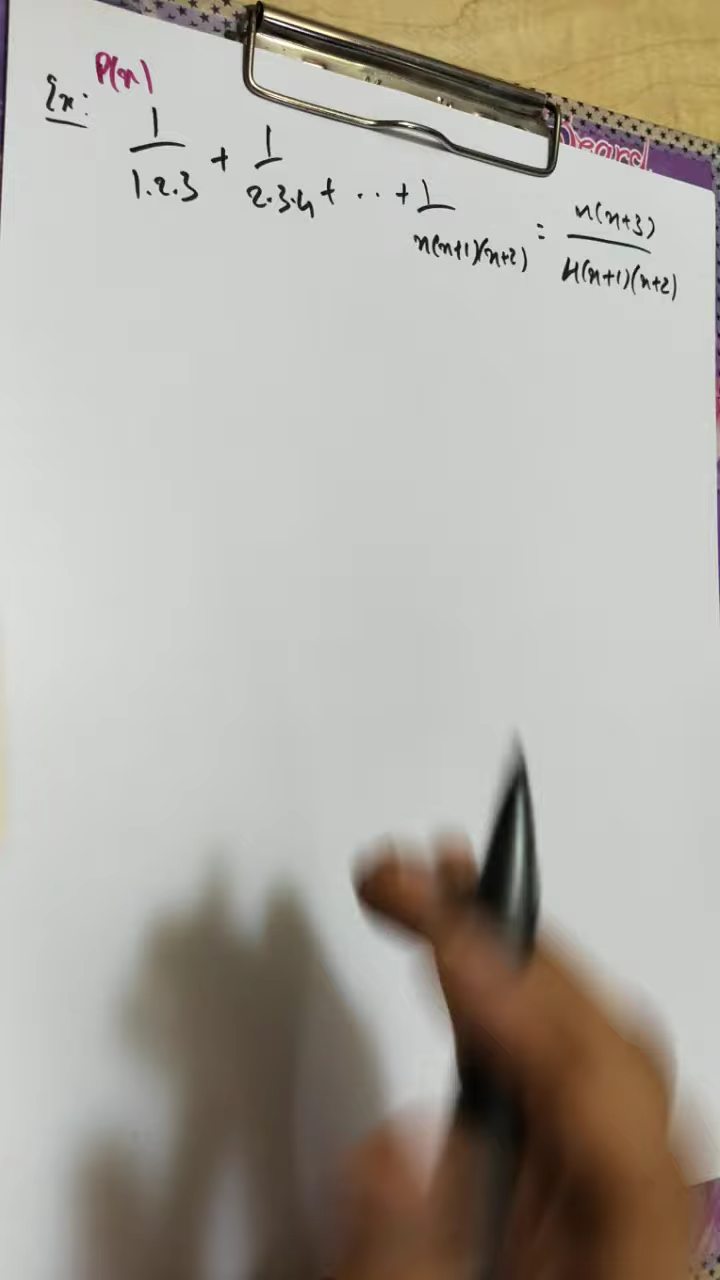 P(n)
Ex: 1/1.2.3 + 1/2.3.4 + ... + 1/n(n+1)(n+2) = n(n+3)/4(n+1)(n+2)